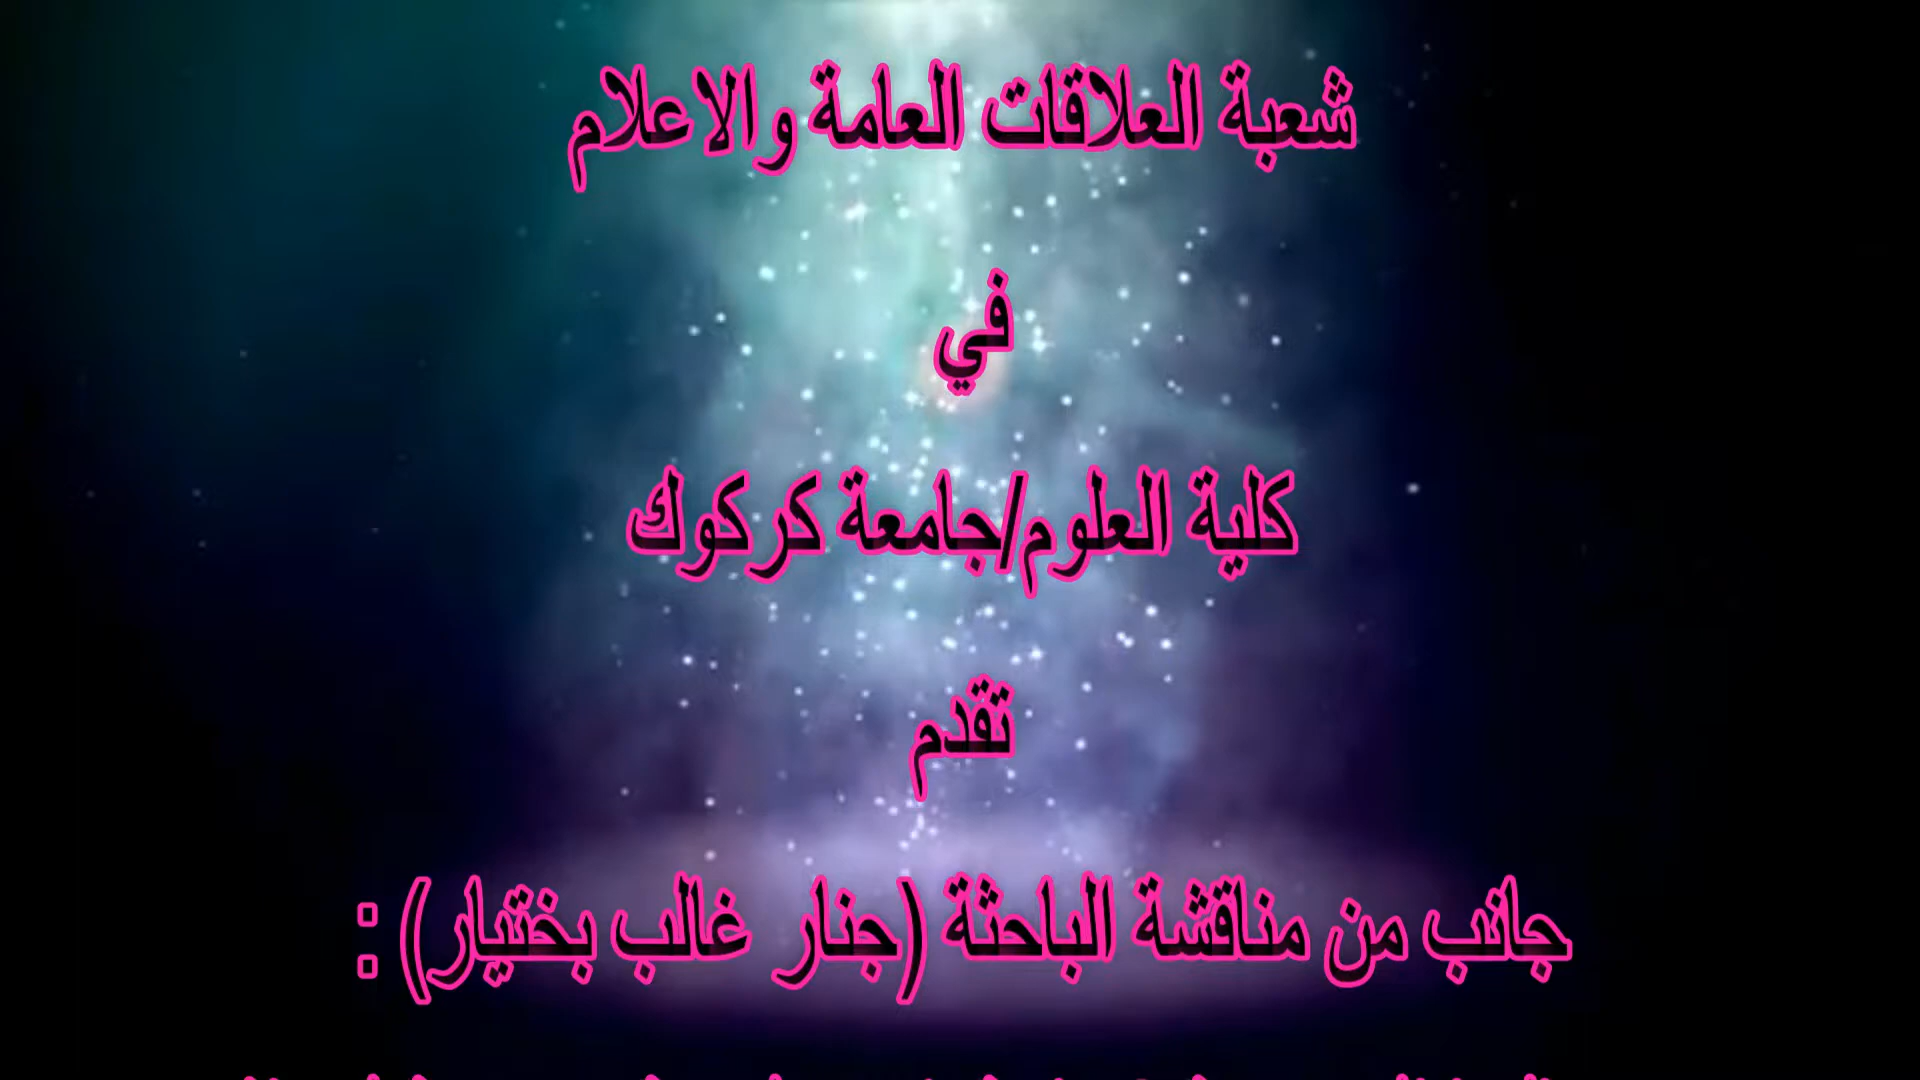 شعبة العلاقات العامة والاعلام
في
كلية العلوم/جامعة كركوك
تقدم
جانب من مناقشة الباحثة (جنار غالب بختيار) :